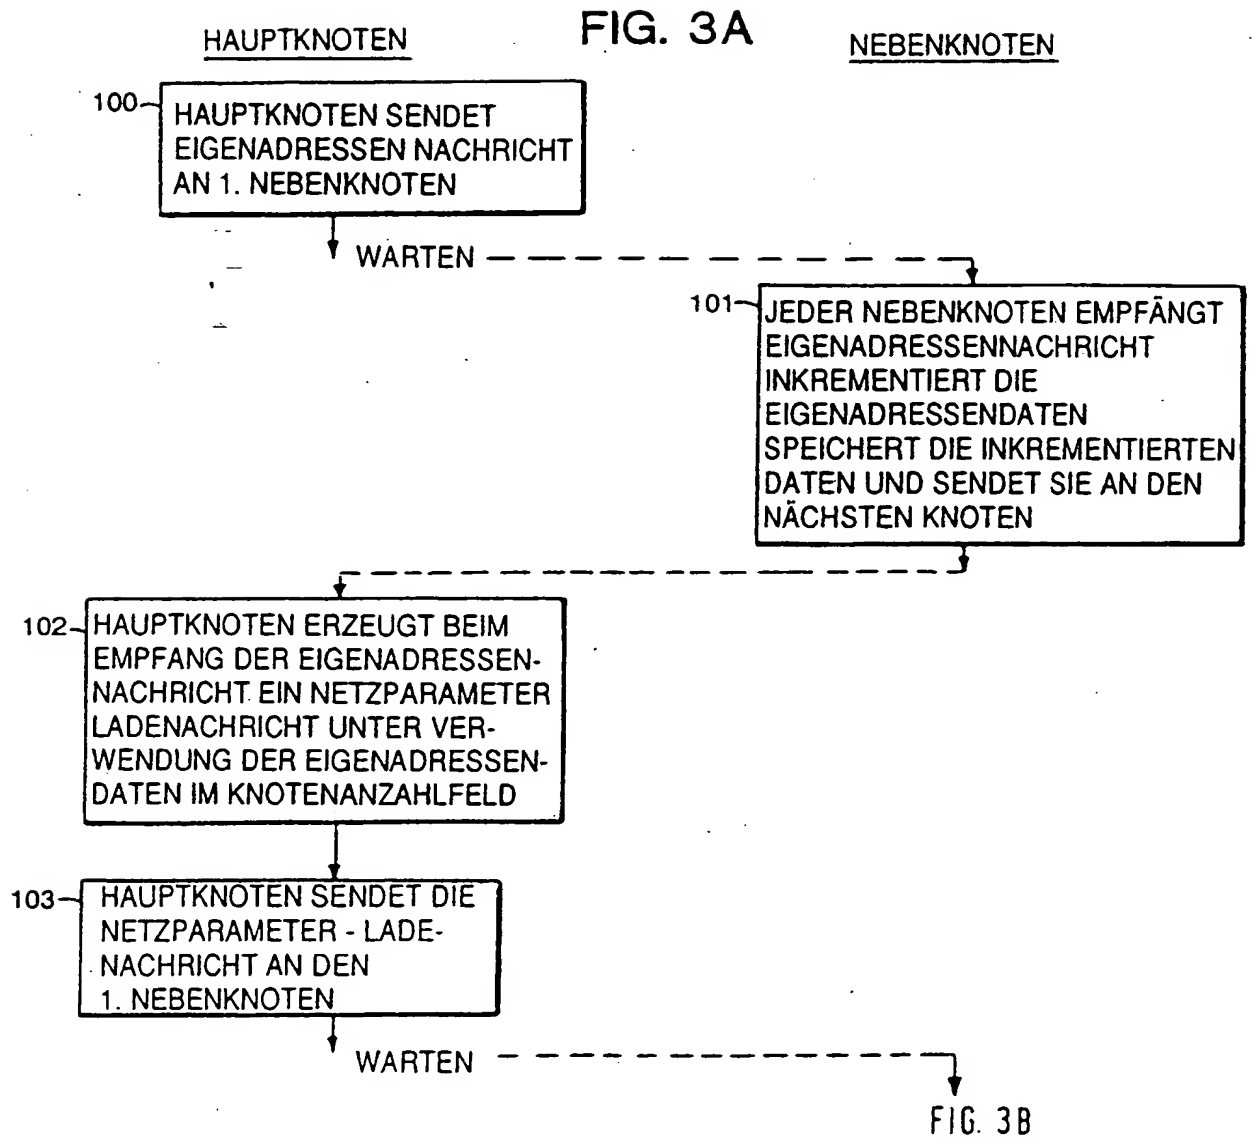 FIG. 3A
HAUPTKNOTEN
NEBENKNOTEN
100
HAUPTKNOTEN SENDET
EIGENADRESSEN NACHRICHT
AN 1. NEBENKNOTEN
WARTEN
101
JEDER NEBENKNOTEN EMPFÄNGT
EIGENADRESSENNACHRICHT
INKREMENTIERT DIE
EIGENADRESSENDATEN
SPEICHERT DIE INKREMENTIERTEN
DATEN UND SENDET SIE AN DEN
NÄCHSTEN KNOTEN
102
HAUPTKNOTEN ERZEUGT BEIM
EMPFANG DER EIGENADRESSEN-
NACHRICHT EIN NETZPARAMETER
LADENACHRICHT UNTER VER-
WENDUNG DER EIGENADRESSEN-
DATEN IM KNOTENANZAHLFELD
103
HAUPTKNOTEN SENDET DIE
NETZPARAMETER - LADE-
NACHRICHT AN DEN
1. NEBENKNOTEN
WARTEN
FIG. 3B